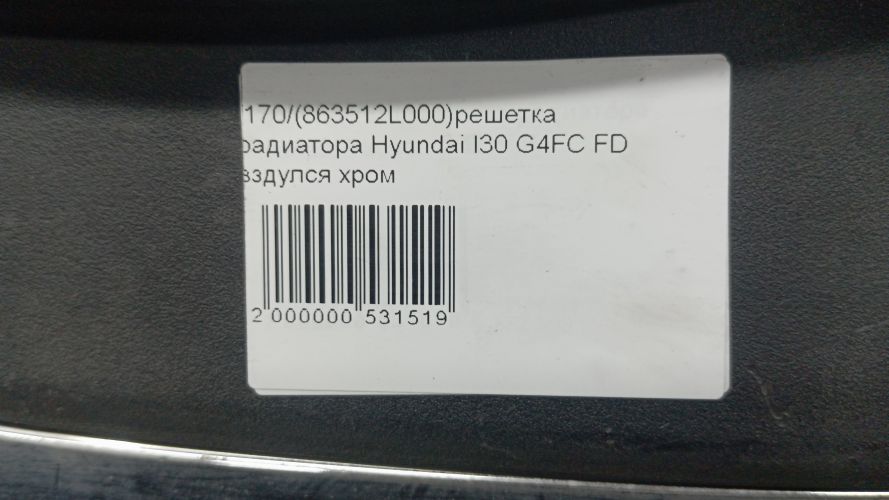 170/(863512L000)решетка
радиатора Hyundai I30 G4FC FD
вздулся хром
2 000000 531519